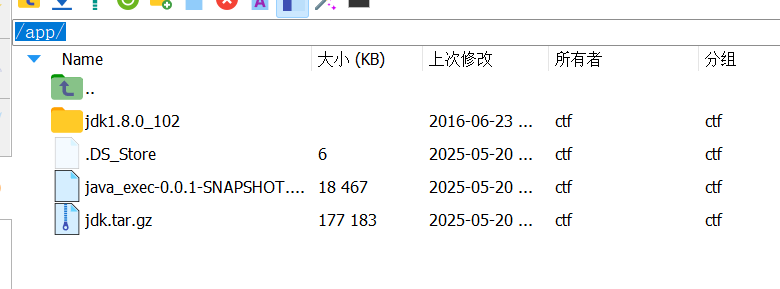 /app/
Name 大小 (KB) 上次修改 所有者 分组
..
jdk1.8.0_102 2016-06-23 ... ctf ctf
.DS_Store 6 2025-05-20 ... ctf ctf
java_exec-0.0.1-SNAPSHOT.... 18 467 2025-05-20 ... ctf ctf
jdk.tar.gz 177 183 2025-05-20 ... ctf ctf